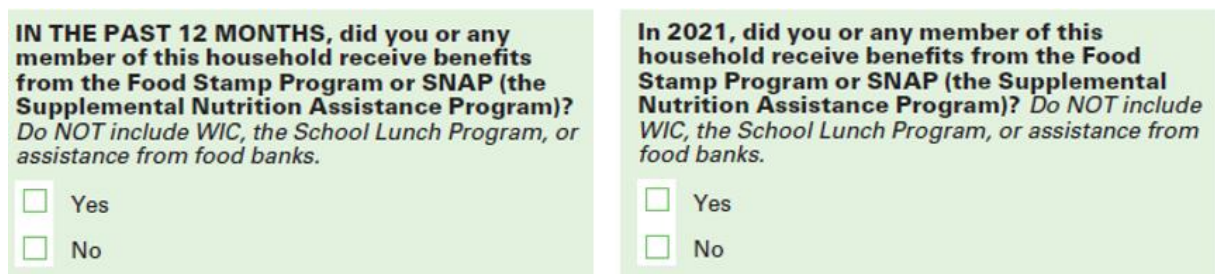 IN THE PAST 12 MONTHS, did you or any
member of this household receive benefits
from the Food Stamp Program or SNAP (the
Supplemental Nutrition Assistance Program)?
Do NOT include WIC, the School Lunch Program, or
assistance from food banks.
Yes
No
In 2021, did you or any member of this
household receive benefits from the Food
Stamp Program or SNAP (the Supplemental
Nutrition Assistance Program)? Do NOT include
WIC, the School Lunch Program, or assistance from
food banks.
Yes
No